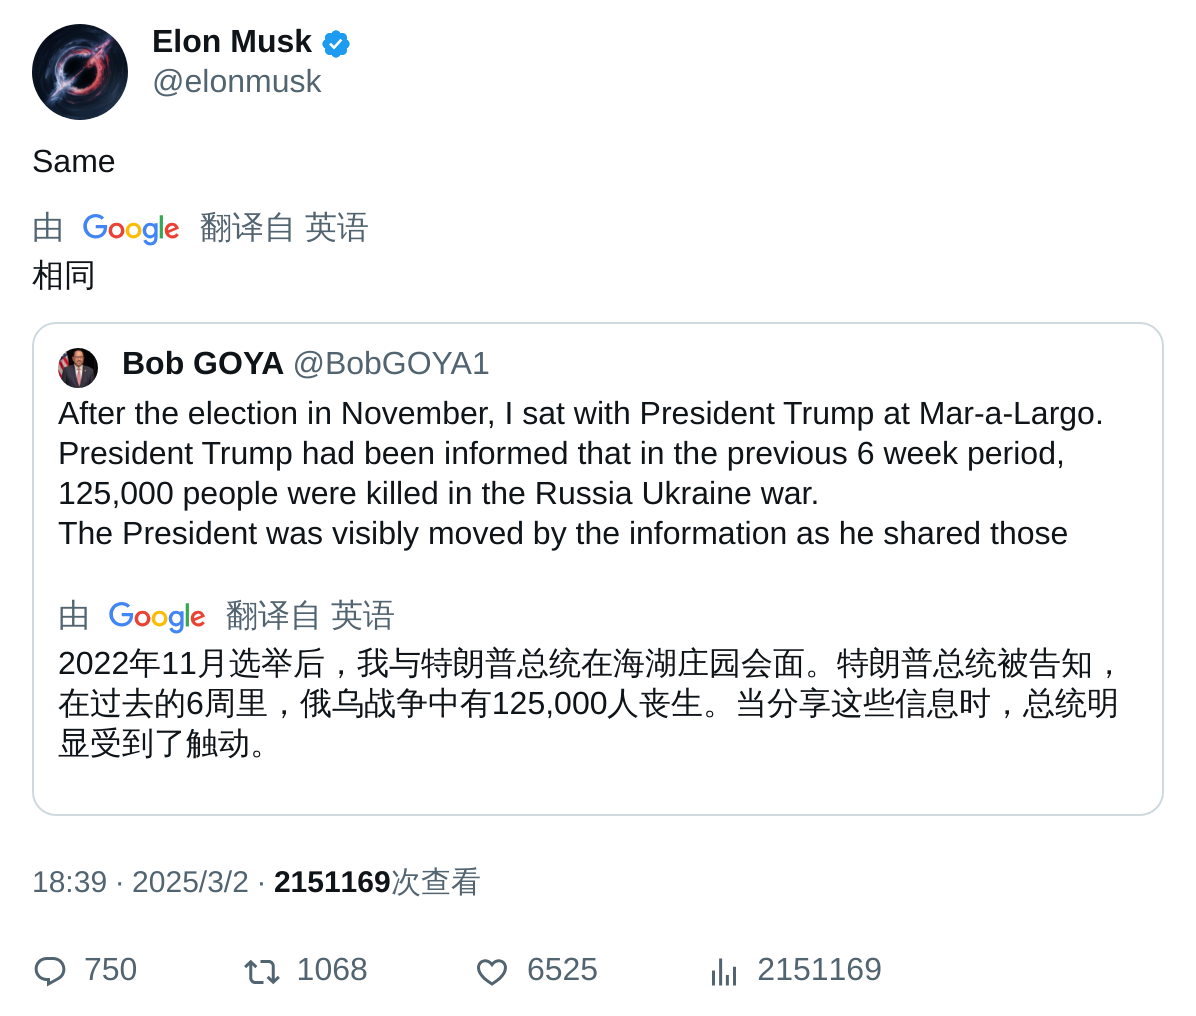 Elon Musk
@elonmusk
Same
由 Google 翻译自 英语
相同
Bob GOYA @BobGOYA1
After the election in November, I sat with President Trump at Mar-a-Largo.
President Trump had been informed that in the previous 6 week period,
125,000 people were killed in the Russia Ukraine war.
The President was visibly moved by the information as he shared those
由 Google 翻译自 英语
2022年11月选举后，我与特朗普总统在海湖庄园会面。特朗普总统被告知，
在过去的6周里，俄乌战争中有125,000人丧生。当分享这些信息时，总统明
显受到了触动。
18:39 · 2025/3/2 · 2151169次查看
750 1068 6525 2151169